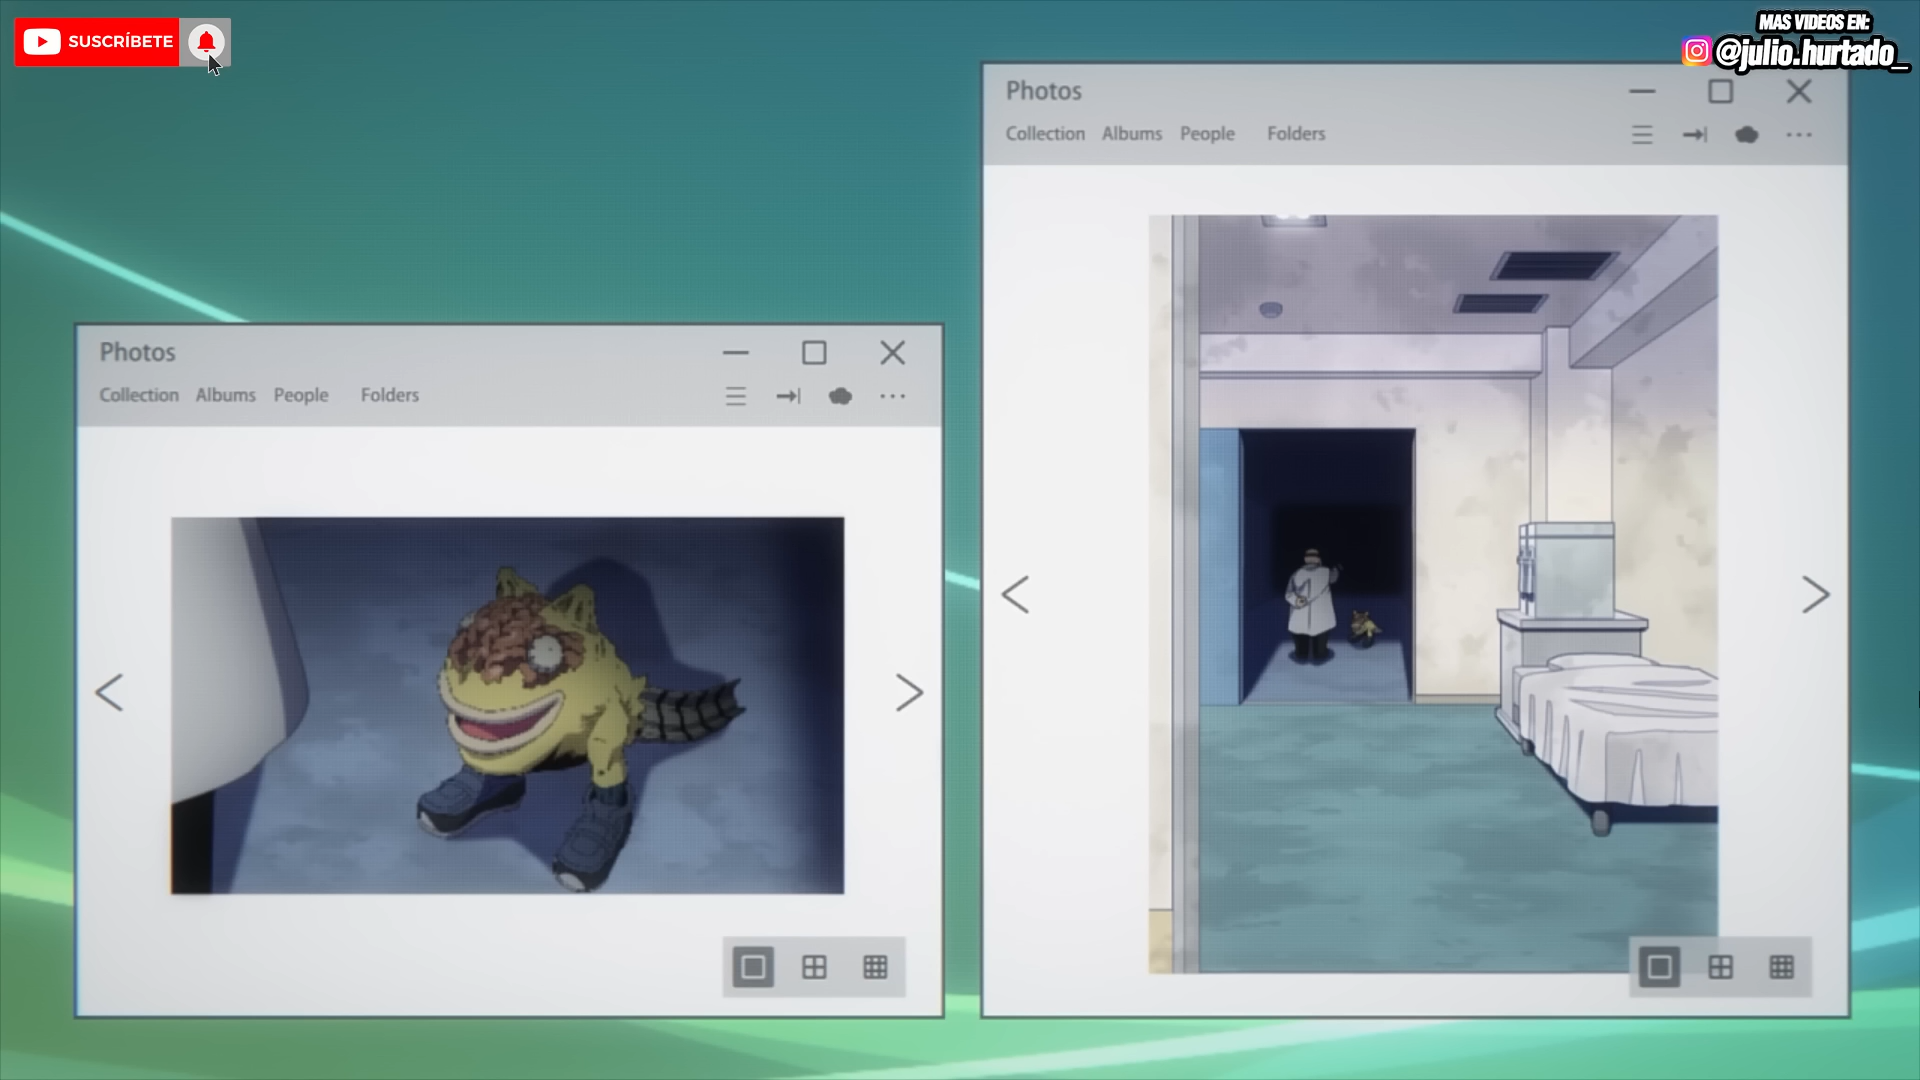 SUSCRÍBETE
MAS VIDEOS EN:
@julio.hurtado_
Photos
Collection Albums People Folders
Photos
Collection Albums People Folders